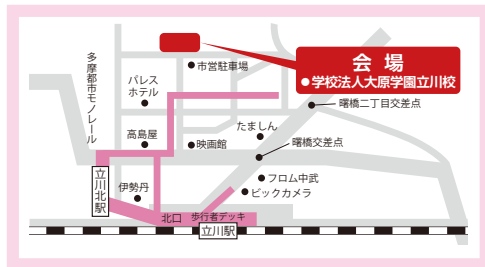 会場
学校法人大原学園立川校
市営駐車場
多摩都市モノレール
パレス
ホテル
曙橋二丁目交差点
たましん
高島屋
映画館
曙橋交差点
立川北駅
伊勢丹
フロム中武
ビックカメラ
北口
歩行者デッキ
立川駅